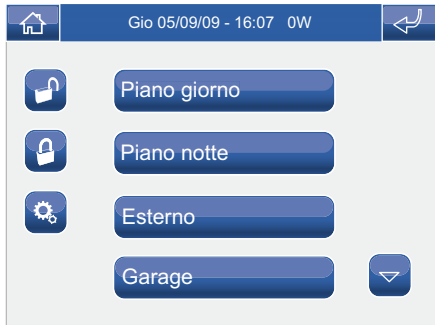 Gio 05/09/09 - 16:07 0W
Piano giorno
Piano notte
Esterno
Garage